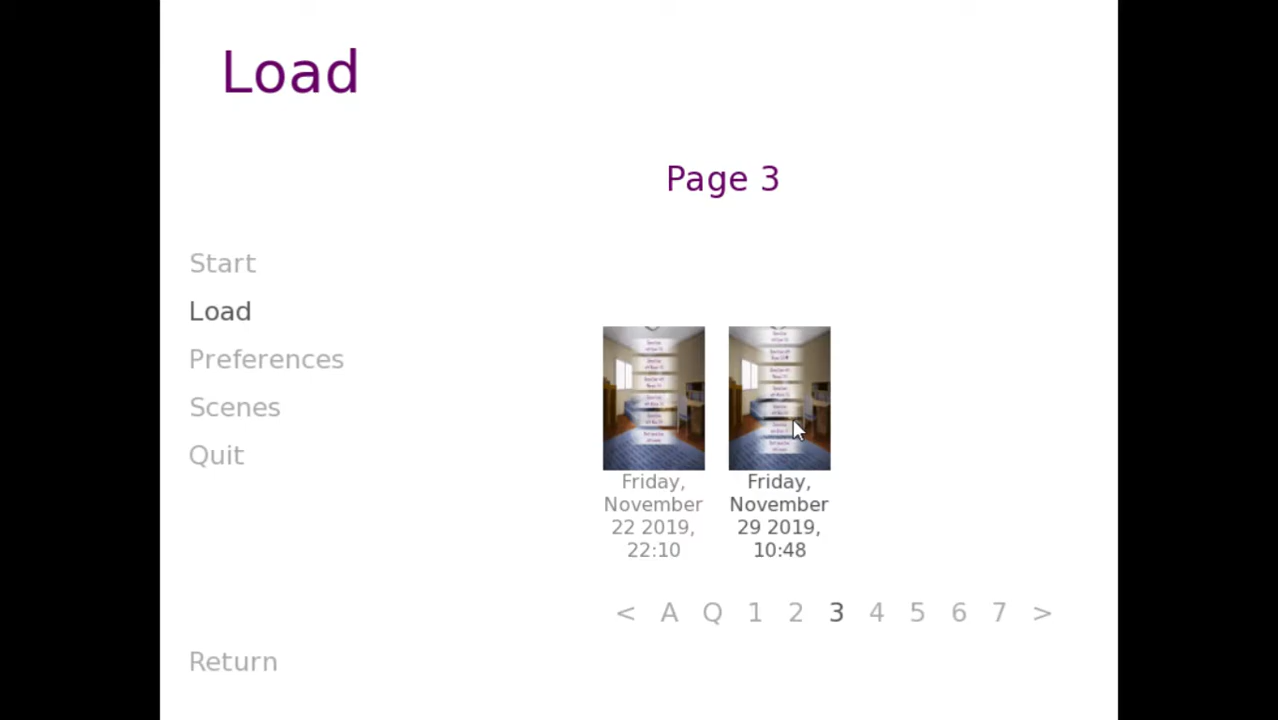 Load
Page 3
Start
Load
Preferences
Scenes
Quit
Friday,
November
22 2019,
22:10
Friday,
November
29 2019,
10:48
< A Q 1 2 3 4 5 6 7 >
Return